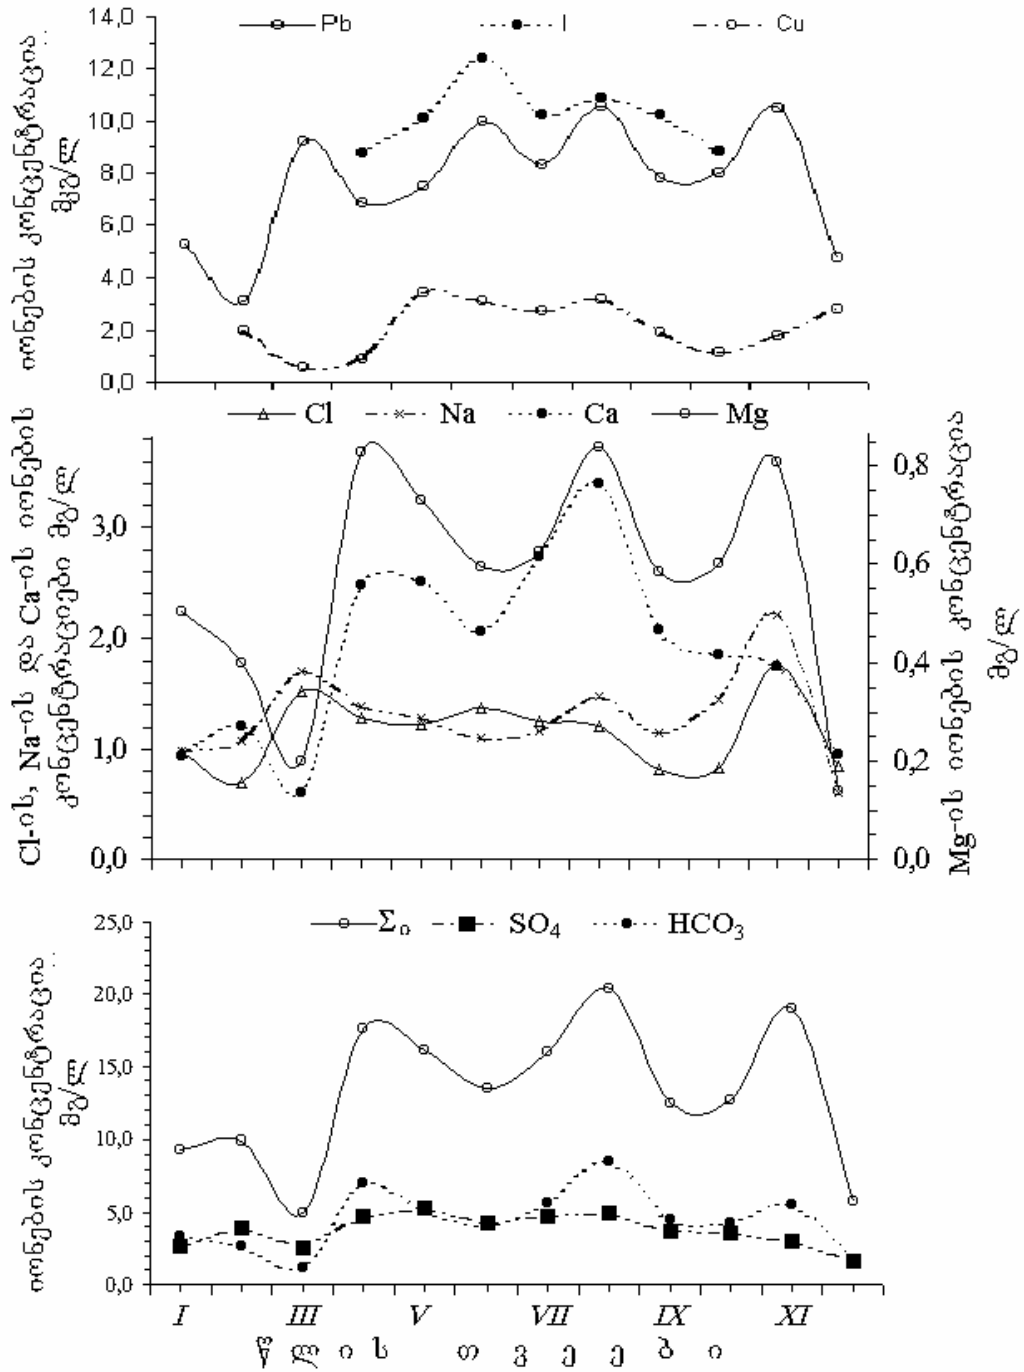 Pb I Cu
14,0
12,0
10,0
8,0
6,0
4,0
2,0
0,0
იონების კონცენტრაცია
მკგ/ლ
Cl Na Ca Mg
3,0
2,0
1,0
0,0
Cl-ის, Na-ის და Ca-ის იონების
კონცენტრაციები მგ/ლ
0,8
0,6
0,4
0,2
0,0
Mg-ის იონების კონცენტრაცია
მგ/ლ
Σₒ SO₄ HCO₃
25,0
20,0
15,0
10,0
5,0
0,0
იონების კონცენტრაცია
მგ/ლ
I III V VII IX XI
წლის თვეები